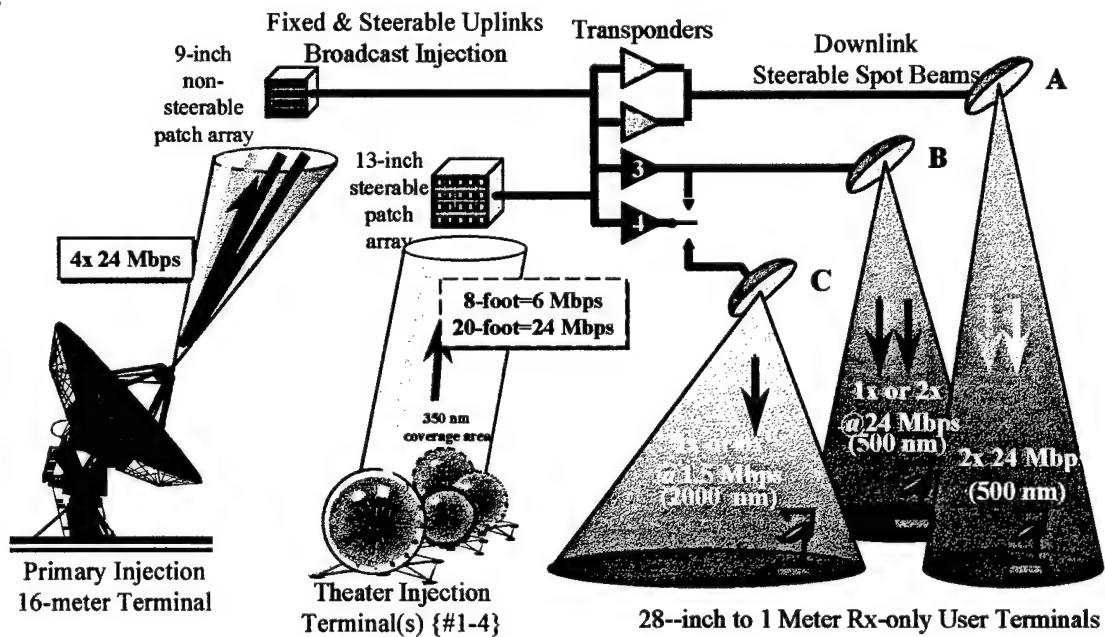 Fixed & Steerable Uplinks
Broadcast Injection
9-inch
non-
steerable
patch array
Transponders
Downlink
Steerable Spot Beams
A
B
C
13-inch
steerable
patch
array
3
4
4x 24 Mbps
8-foot=6 Mbps
20-foot=24 Mbps
350 nm
coverage area
@ 1.5 Mbps
(2000 nm)
1x or 2x
@24 Mbps
(500 nm)
2x 24 Mbps
(500 nm)
Primary Injection
16-meter Terminal
Theater Injection
Terminal(s) {#1-4}
28--inch to 1 Meter Rx-only User Terminals